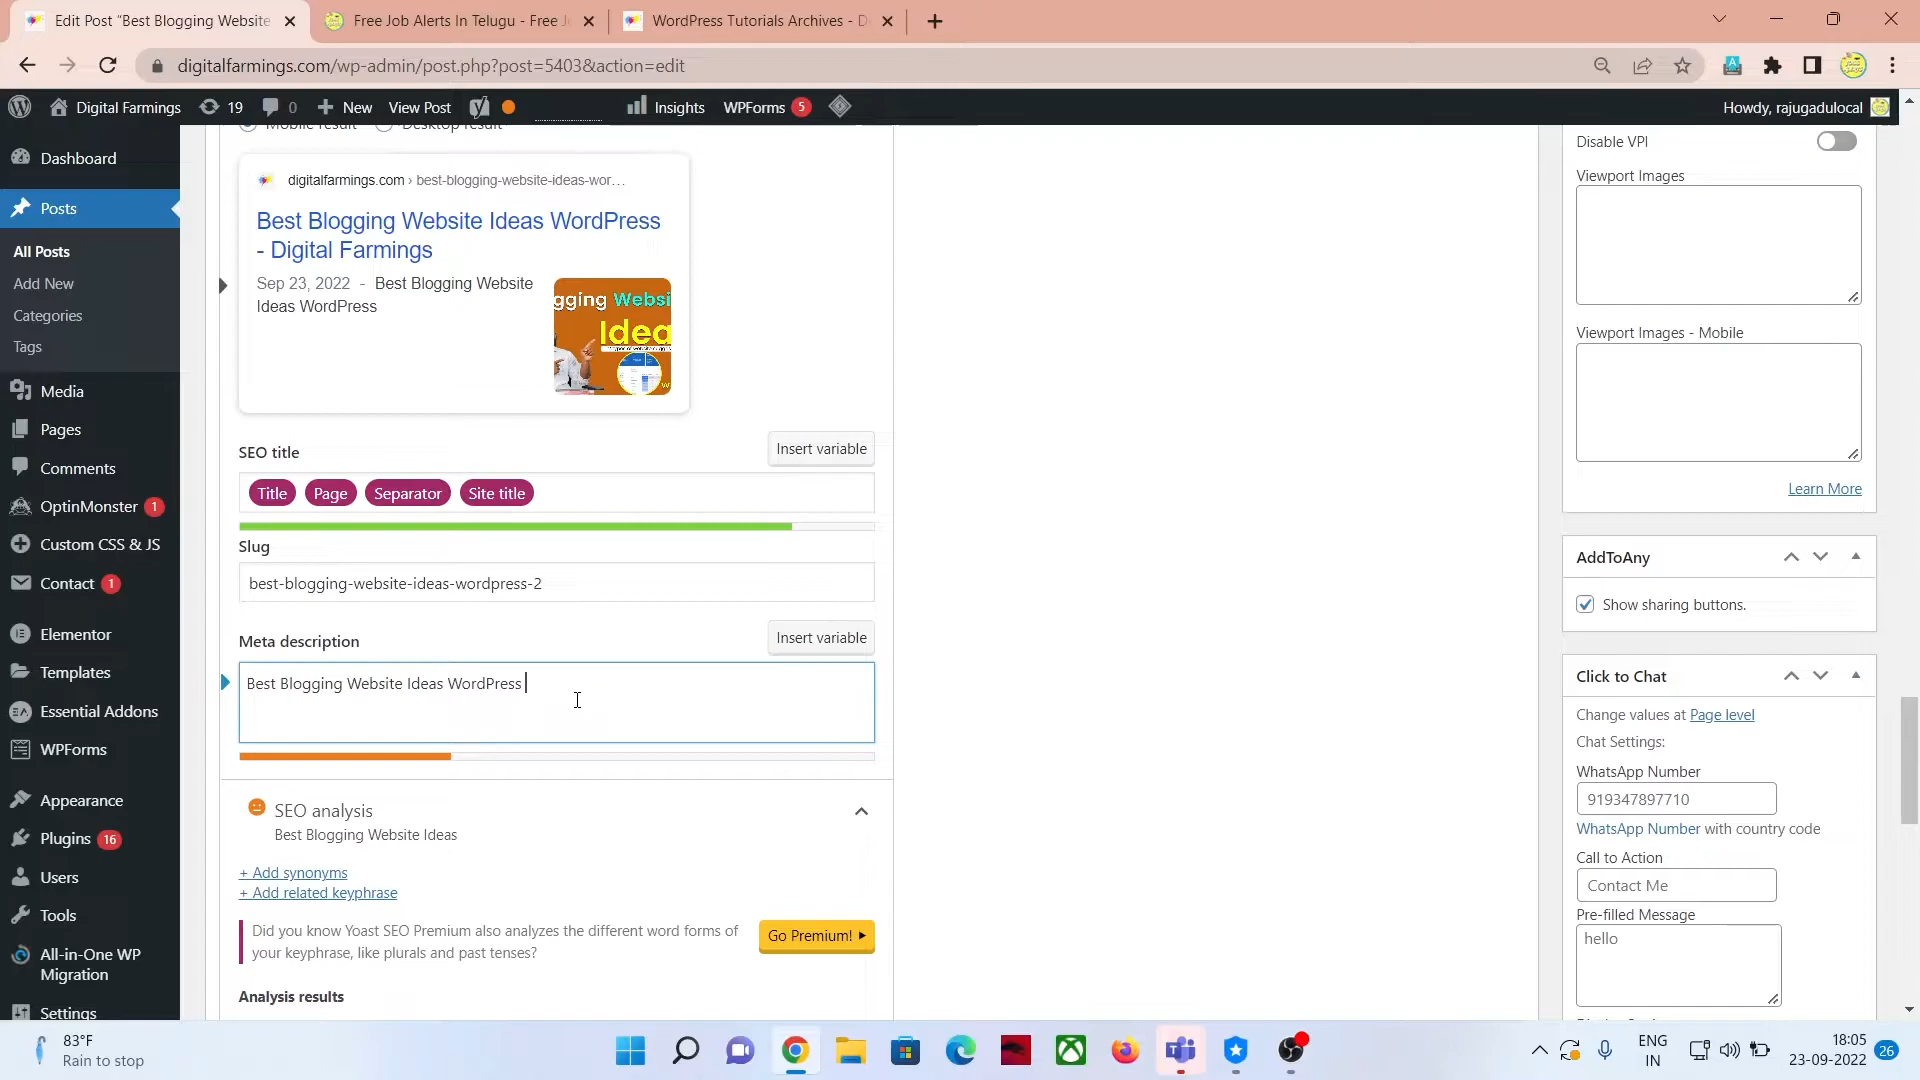 Edit Post "Best Blogging Website
Free Job Alerts In Telugu - Free J
WordPress Tutorials Archives - D
digitalfarmings.com/wp-admin/post.php?post=5403&action=edit
Digital Farmings
19
0
New
View Post
Insights
WPForms
5
Howdy, rajugadulocal
Dashboard
Posts
All Posts
Add New
Categories
Tags
Media
Pages
Comments
OptinMonster 1
Custom CSS & JS
Contact 1
Elementor
Templates
Essential Addons
WPForms
Appearance
Plugins 16
Users
Tools
All-in-One WP
Migration
Settings
Mobile result
Desktop result
digitalfarmings.com › best-blogging-website-ideas-wor…
Best Blogging Website Ideas WordPress
- Digital Farmings
Sep 23, 2022 - Best Blogging Website
Ideas WordPress
gging Websi
Idea
SEO title
Insert variable
Title Page Separator Site title
Slug
best-blogging-website-ideas-wordpress-2
Meta description
Insert variable
Best Blogging Website Ideas WordPress
SEO analysis
Best Blogging Website Ideas
+ Add synonyms
+ Add related keyphrase
Did you know Yoast SEO Premium also analyzes the different word forms of
your keyphrase, like plurals and past tenses?
Go Premium!
Analysis results
Disable VPI
Viewport Images
Viewport Images - Mobile
Learn More
AddToAny
Show sharing buttons.
Click to Chat
Change values at Page level
Chat Settings:
WhatsApp Number
919347897710
WhatsApp Number with country code
Call to Action
Contact Me
Pre-filled Message
hello
83°F
Rain to stop
ENG
IN
18:05
23-09-2022
26